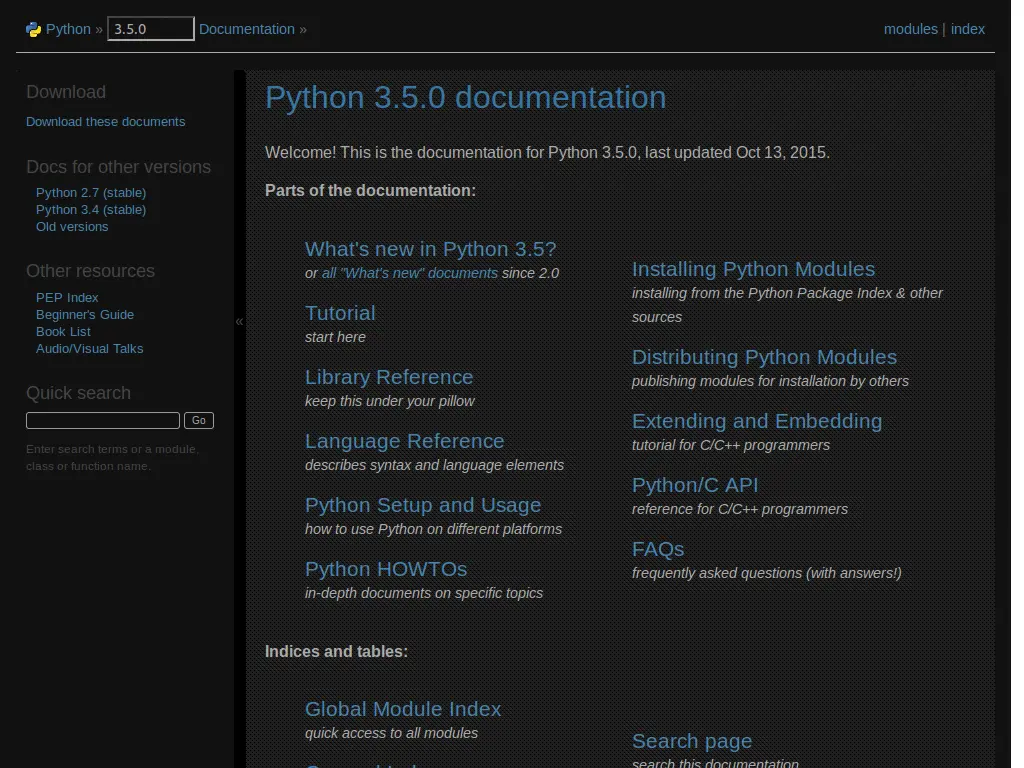 Python » 3.5.0 Documentation »
modules | index
Download
Download these documents
Docs for other versions
Python 2.7 (stable)
Python 3.4 (stable)
Old versions
Other resources
PEP Index
Beginner's Guide
Book List
Audio/Visual Talks
Quick search
Go
Enter search terms or a module,
class or function name.
«
Python 3.5.0 documentation
Welcome! This is the documentation for Python 3.5.0, last updated Oct 13, 2015.
Parts of the documentation:
What's new in Python 3.5?
or all "What's new" documents since 2.0
Tutorial
start here
Library Reference
keep this under your pillow
Language Reference
describes syntax and language elements
Python Setup and Usage
how to use Python on different platforms
Python HOWTOs
in-depth documents on specific topics
Installing Python Modules
installing from the Python Package Index & other
sources
Distributing Python Modules
publishing modules for installation by others
Extending and Embedding
tutorial for C/C++ programmers
Python/C API
reference for C/C++ programmers
FAQs
frequently asked questions (with answers!)
Indices and tables:
Global Module Index
quick access to all modules
Search page
search this documentation